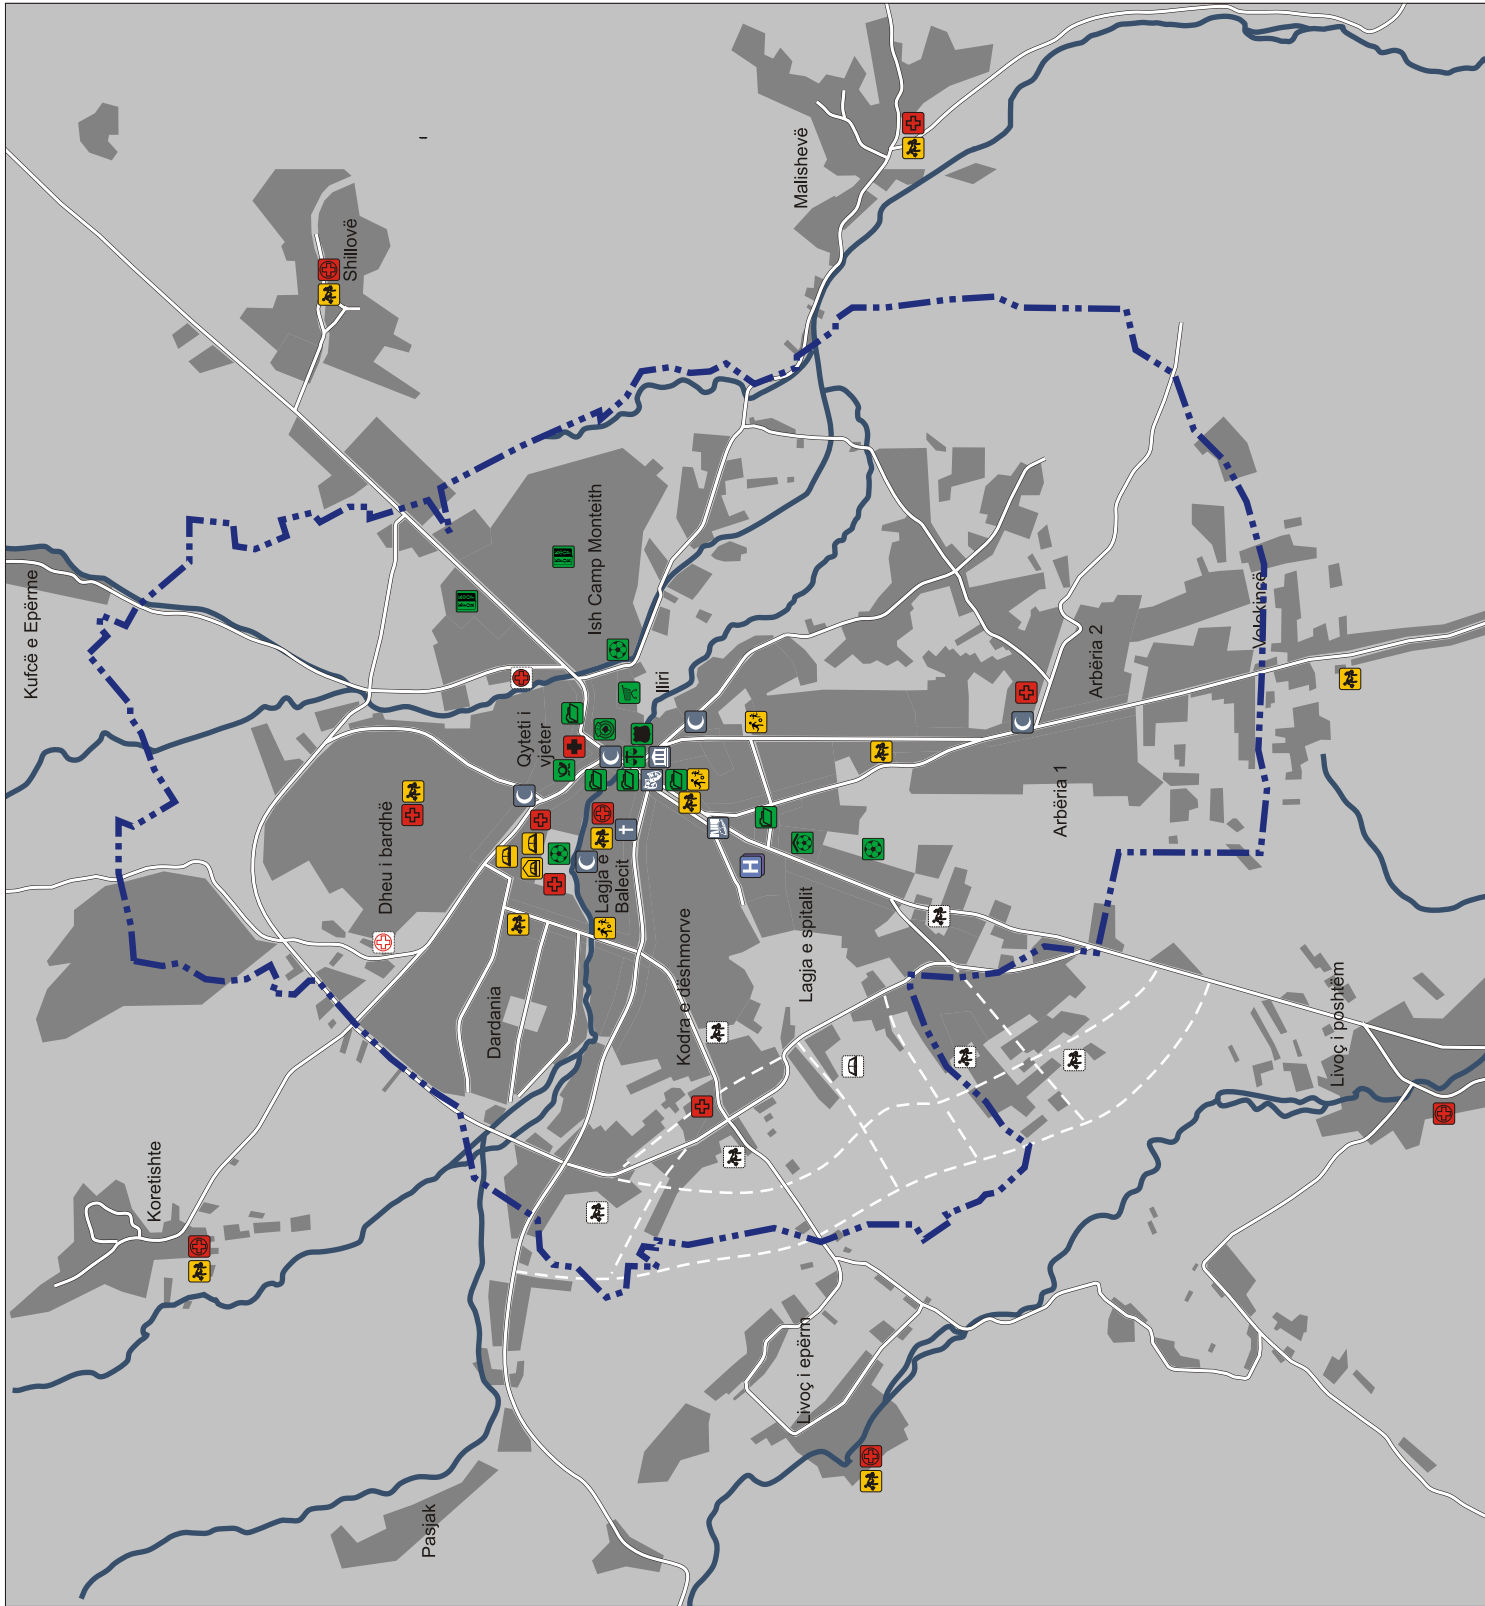 Kufcë e Epërme
Shillovë
Malishevë
Ish Camp Monteith
Iliri
Qyteti i
vjeter
Dheu i bardhë
Lagja e
Balecit
Arbëria 2
Velekincë
Arbëria 1
Lagja e spitalit
Kodra e dëshmorve
Dardania
Koretishte
Livoç i poshtëm
Livoç i epërm
Pasjak
H